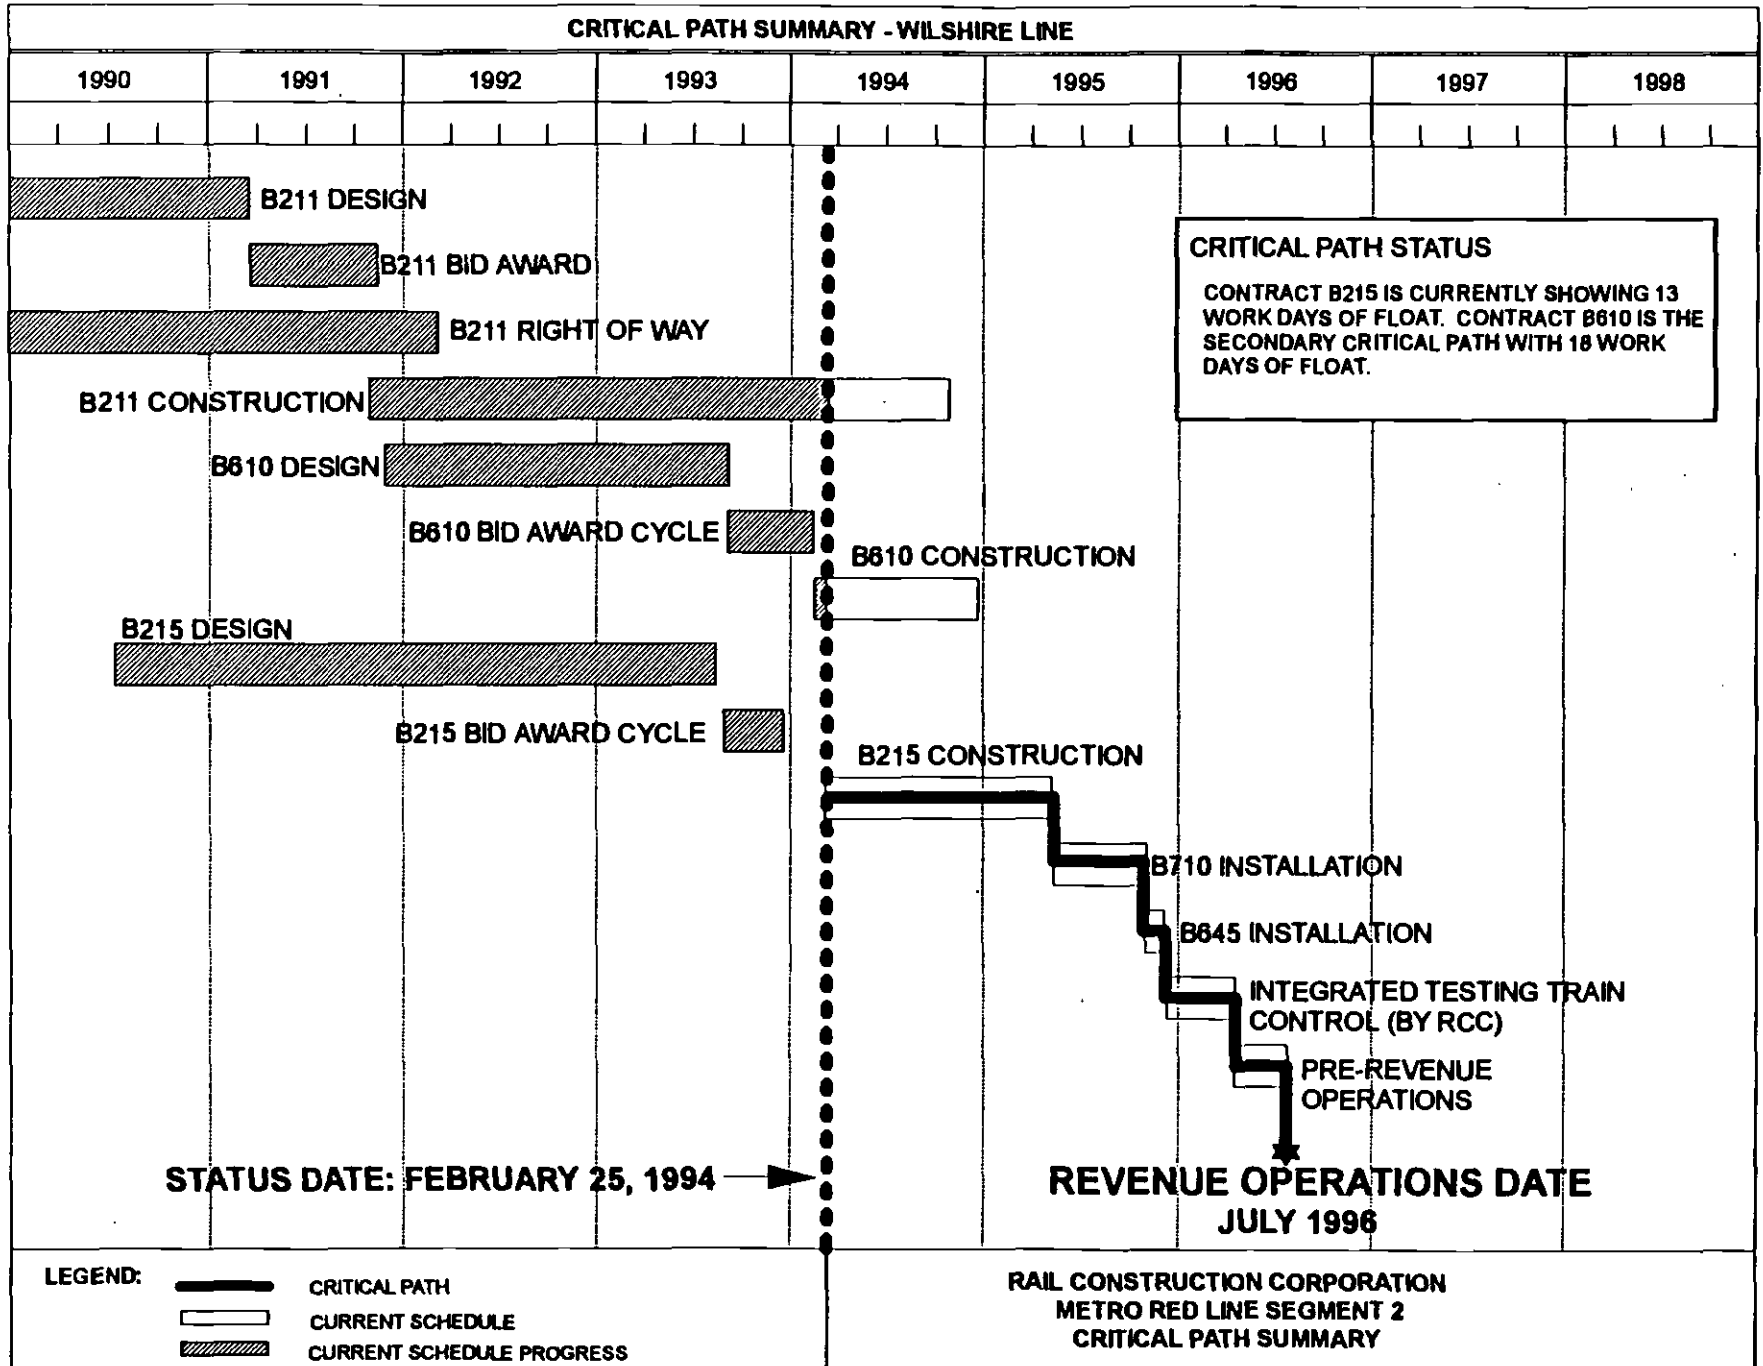 CRITICAL PATH SUMMARY - WILSHIRE LINE
1990 1991 1992 1993 1994 1995 1996 1997 1998
B211 DESIGN
B211 BID AWARD
B211 RIGHT OF WAY
CRITICAL PATH STATUS
CONTRACT B215 IS CURRENTLY SHOWING 13
WORK DAYS OF FLOAT. CONTRACT B610 IS THE
SECONDARY CRITICAL PATH WITH 18 WORK
DAYS OF FLOAT.
B211 CONSTRUCTION
B610 DESIGN
B610 BID AWARD CYCLE
B610 CONSTRUCTION
B215 DESIGN
B215 BID AWARD CYCLE
B215 CONSTRUCTION
B710 INSTALLATION
B645 INSTALLATION
INTEGRATED TESTING TRAIN
CONTROL (BY RCC)
PRE-REVENUE
OPERATIONS
STATUS DATE: FEBRUARY 25, 1994
REVENUE OPERATIONS DATE
JULY 1996
LEGEND:
CRITICAL PATH
CURRENT SCHEDULE
CURRENT SCHEDULE PROGRESS
RAIL CONSTRUCTION CORPORATION
METRO RED LINE SEGMENT 2
CRITICAL PATH SUMMARY